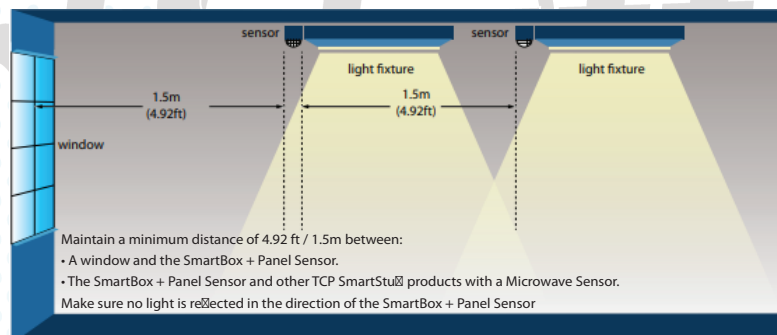 sensor
sensor
light fixture
light fixture
1.5m
(4.92ft)
1.5m
(4.92ft)
window
Maintain a minimum distance of 4.92 ft / 1.5m between:
• A window and the SmartBox + Panel Sensor.
• The SmartBox + Panel Sensor and other TCP SmartStu☒ products with a Microwave Sensor.
Make sure no light is re☒ected in the direction of the SmartBox + Panel Sensor